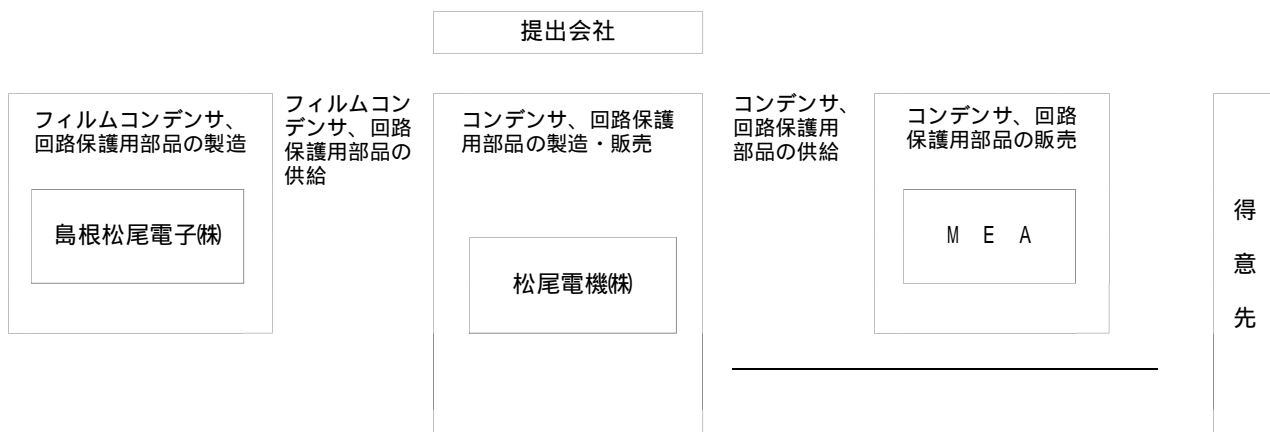 提出会社
フィルムコンデンサ、
回路保護用部品の製造
島根松尾電子㈱
フィルムコン
デンサ、回路
保護用部品の
供給
コンデンサ、回路保護
用部品の製造・販売
松尾電機㈱
コンデンサ、
回路保護用
部品の供給
コンデンサ、回路
保護用部品の販売
M E A
得
意
先